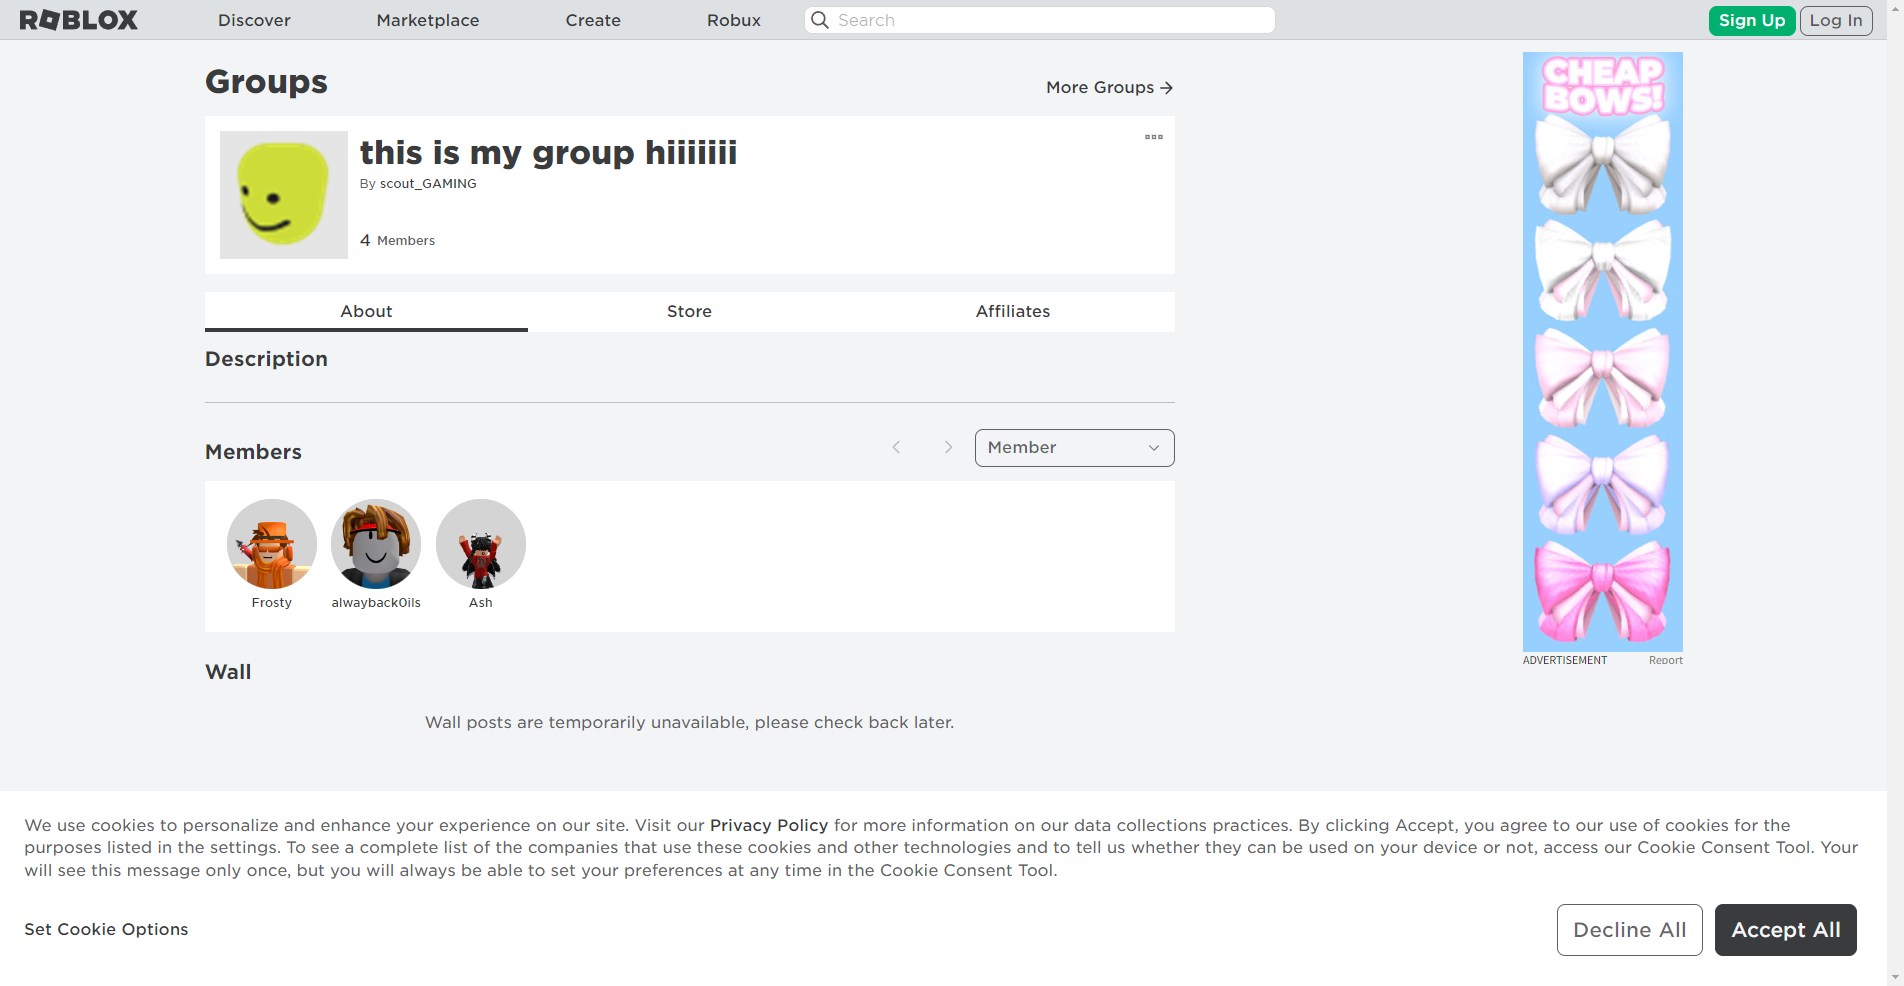 ROBLOX
Discover
Marketplace
Create
Robux
Search
Sign Up
Log In
Groups
More Groups
this is my group hiiiiiii
By scout_GAMING
4 Members
About
Store
Affiliates
Description
Members
Member
Frosty
alwayback0ils
Ash
Wall
Wall posts are temporarily unavailable, please check back later.
CHEAP
BOWS!
ADVERTISEMENT
Report
We use cookies to personalize and enhance your experience on our site. Visit our Privacy Policy for more information on our data collections practices. By clicking Accept, you agree to our use of cookies for the
purposes listed in the settings. To see a complete list of the companies that use these cookies and other technologies and to tell us whether they can be used on your device or not, access our Cookie Consent Tool. Your
will see this message only once, but you will always be able to set your preferences at any time in the Cookie Consent Tool.
Set Cookie Options
Decline All
Accept All